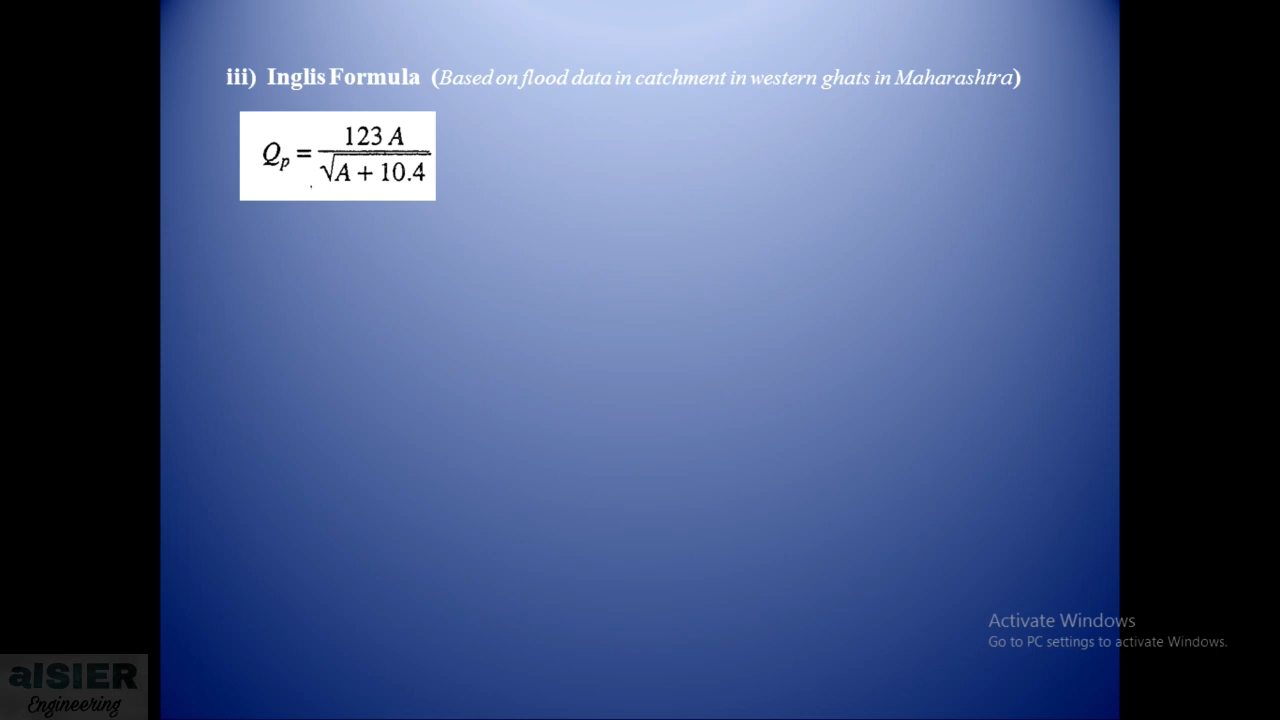 iii) Inglis Formula (Based on flood data in catchment in western ghats in Maharashtra)
Qp = 123 A / √A + 10.4
Activate Windows
Go to PC settings to activate Windows.
aISIER
Engineering